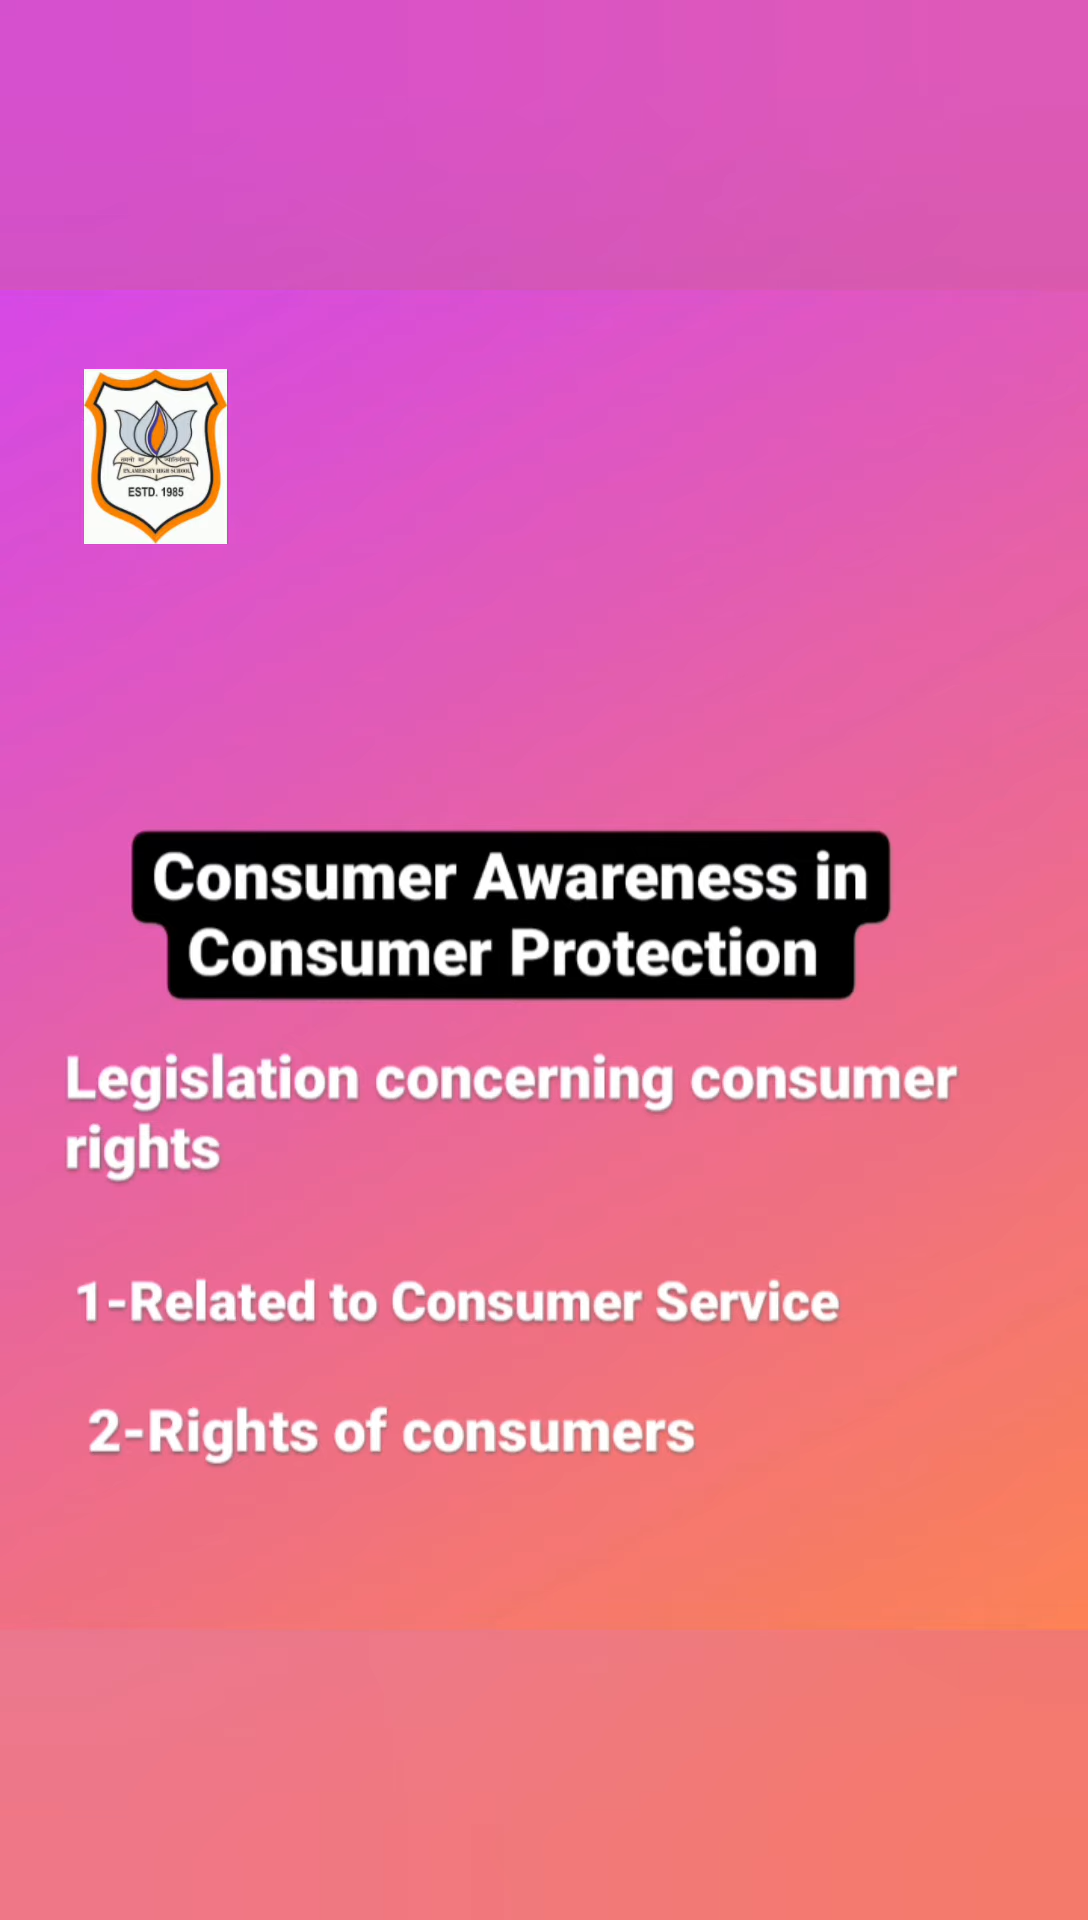 ESTD. 1985
Consumer Awareness in
Consumer Protection
Legislation concerning consumer
rights
1-Related to Consumer Service
2-Rights of consumers